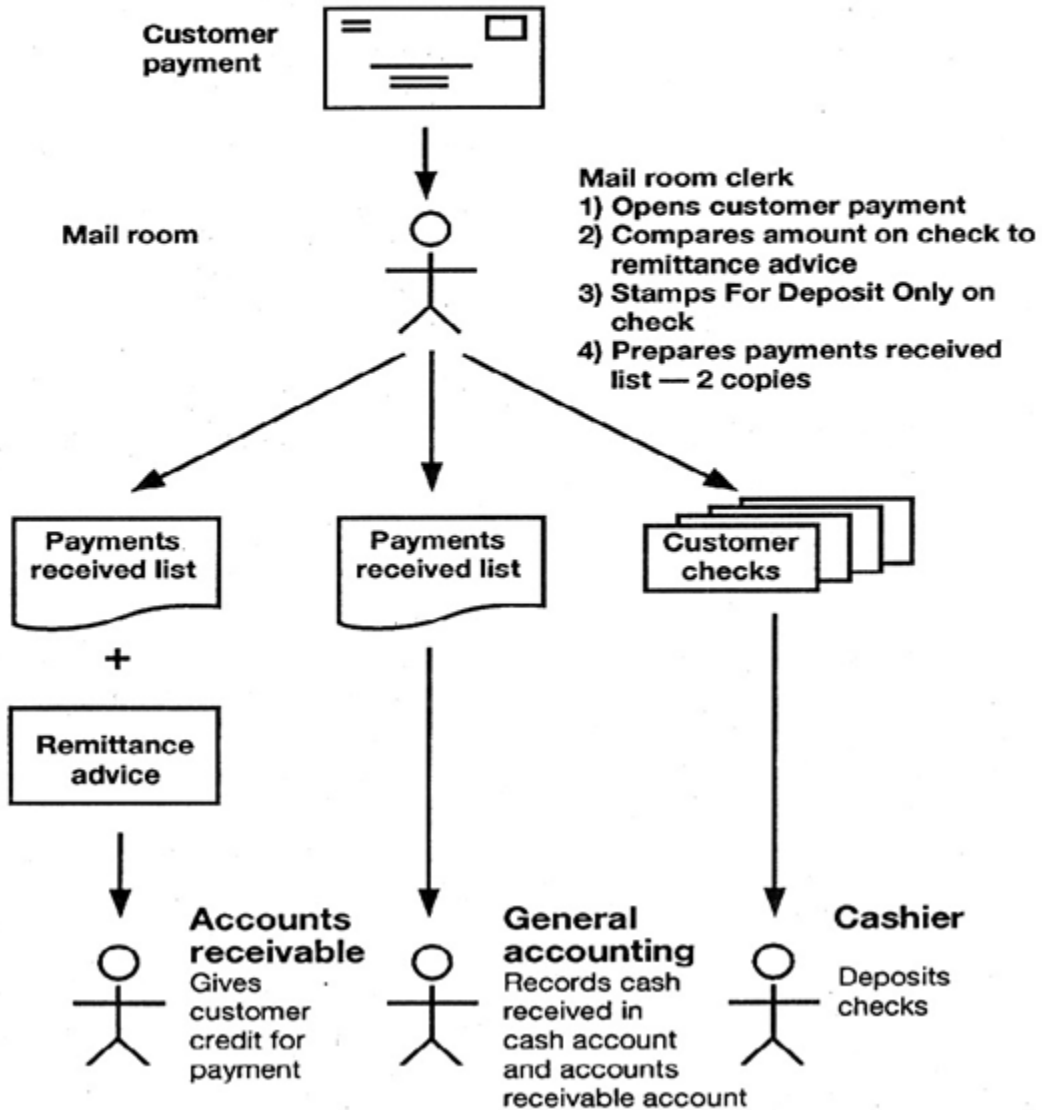 Customer
payment
Mail room
Mail room clerk
1) Opens customer payment
2) Compares amount on check to
remittance advice
3) Stamps For Deposit Only on
check
4) Prepares payments received
list — 2 copies
Payments
received list
Payments
received list
Customer
checks
+
Remittance
advice
Accounts
receivable
Gives
customer
credit for
payment
General
accounting
Records cash
received in
cash account
and accounts
receivable account
Cashier
Deposits
checks